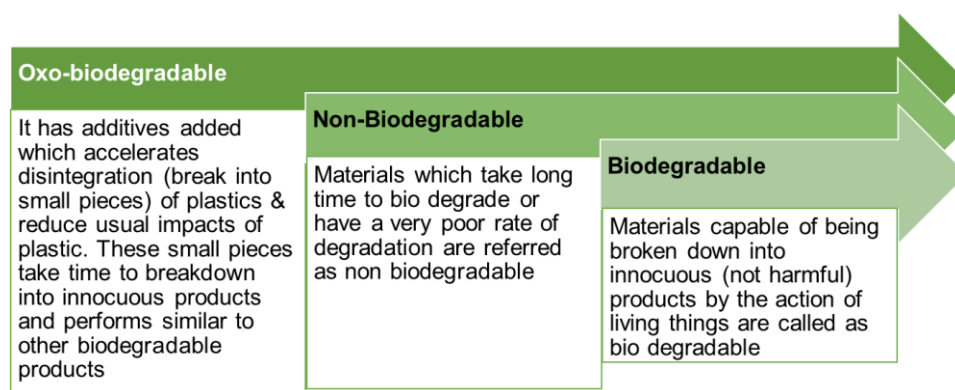 Oxo-biodegradable
It has additives added
which accelerates
disintegration (break into
small pieces) of plastics &
reduce usual impacts of
plastic. These small pieces
take time to breakdown
into innocuous products
and performs similar to
other biodegradable
products
Non-Biodegradable
Materials which take long
time to bio degrade or
have a very poor rate of
degradation are referred
as non biodegradable
Biodegradable
Materials capable of being
broken down into
innocuous (not harmful)
products by the action of
living things are called as
bio degradable